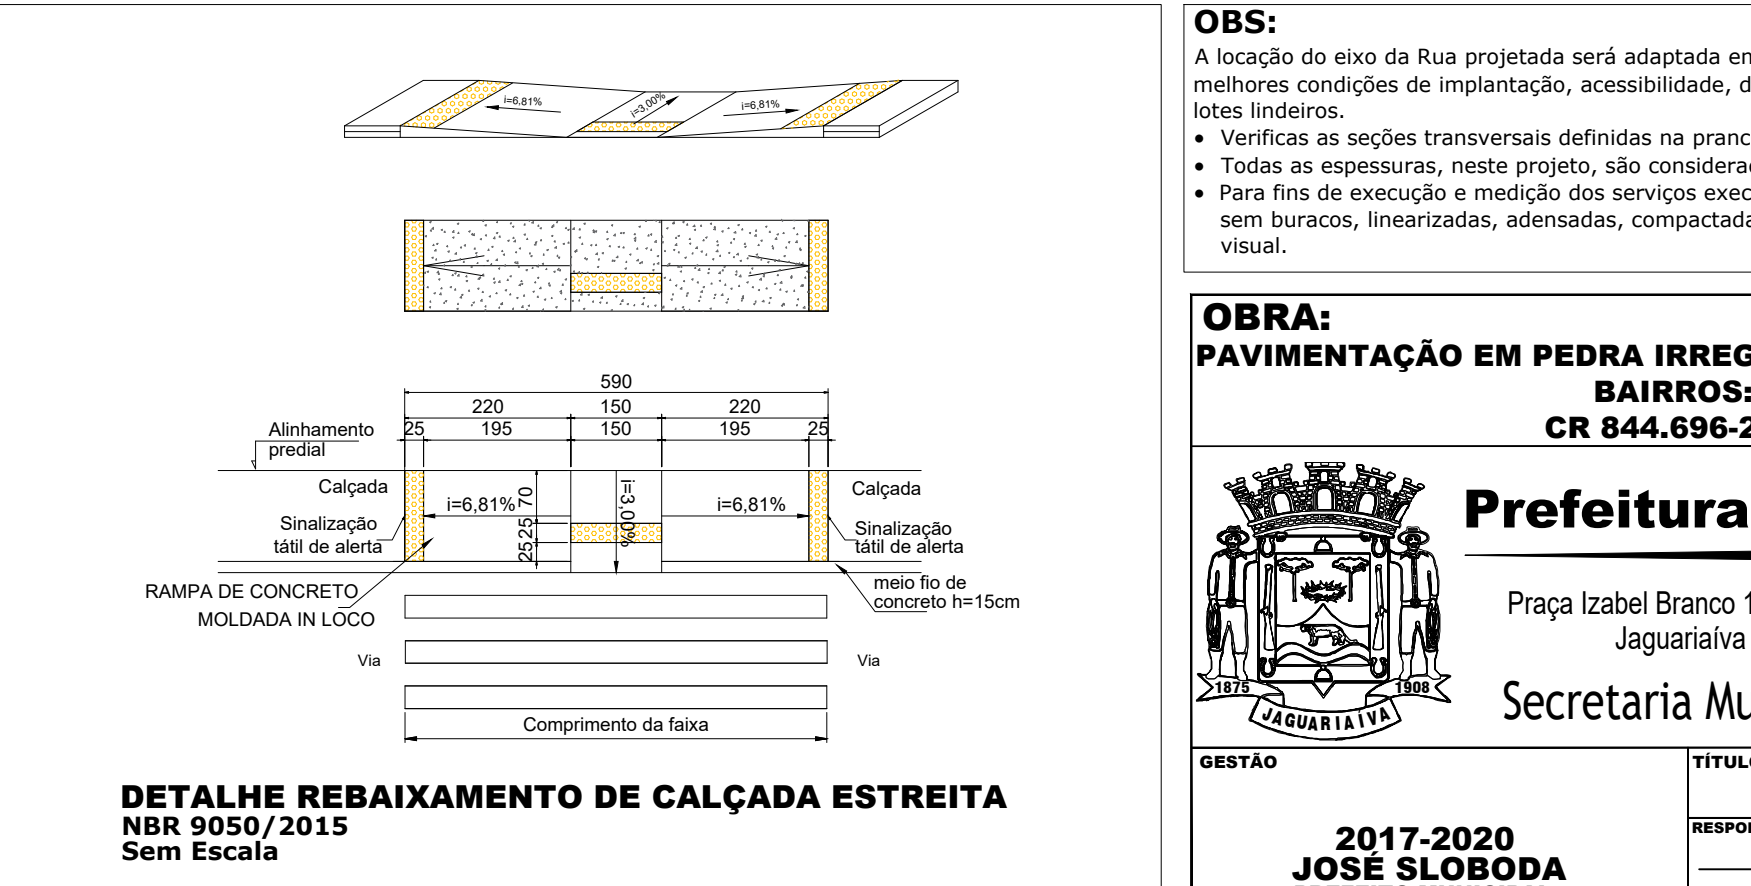 i=6,81%
i=3,00%
i=6,81%
590
220 150 220
25 195 150 195 25
Alinhamento
predial
Calçada
Calçada
i=6,81%
70
i=3,00%
i=6,81%
Sinalização
tátil de alerta
25
25
Sinalização
tátil de alerta
RAMPA DE CONCRETO
MOLDADA IN LOCO
meio fio de
concreto h=15cm
Via
Via
Comprimento da faixa
DETALHE REBAIXAMENTO DE CALÇADA ESTREITA
NBR 9050/2015
Sem Escala
OBS:
A locação do eixo da Rua projetada será adaptada em
melhores condições de implantação, acessibilidade, d
lotes lindeiros.
• Verificas as seções transversais definidas na pranc
• Todas as espessuras, neste projeto, são considera
• Para fins de execução e medição dos serviços exec
sem buracos, linearizadas, adensadas, compactada
visual.
OBRA:
PAVIMENTAÇÃO EM PEDRA IRREG
BAIRROS:
CR 844.696-2
1875
1908
JAGUARIAÍVA
Prefeitura
Praça Izabel Branco 1
Jaguariaíva
Secretaria Mu
GESTÃO
2017-2020
JOSÉ SLOBODA
TÍTUL
RESPO